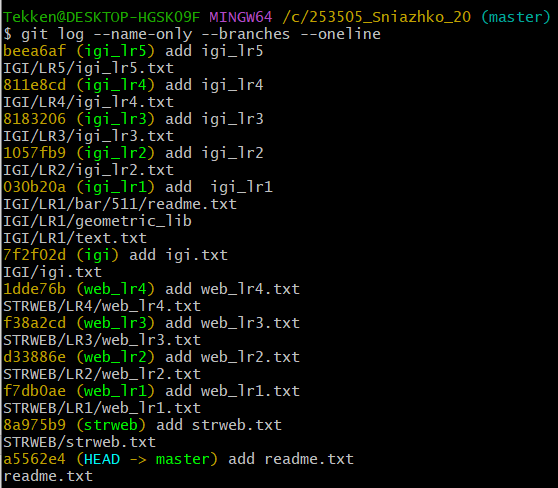 Tekken@DESKTOP-HGSK09F MINGW64 /c/253505_Sniazhko_20 (master)
$ git log --name-only --branches --oneline
beea6af (igi_lr5) add igi_lr5
IGI/LR5/igi_lr5.txt
811e8cd (igi_lr4) add igi_lr4
IGI/LR4/igi_lr4.txt
8183206 (igi_lr3) add igi_lr3
IGI/LR3/igi_lr3.txt
1057fb9 (igi_lr2) add igi_lr2
IGI/LR2/igi_lr2.txt
030b20a (igi_lr1) add  igi_lr1
IGI/LR1/bar/511/readme.txt
IGI/LR1/geometric_lib
IGI/LR1/text.txt
7f2f02d (igi) add igi.txt
IGI/igi.txt
1dde76b (web_lr4) add web_lr4.txt
STRWEB/LR4/web_lr4.txt
f38a2cd (web_lr3) add web_lr3.txt
STRWEB/LR3/web_lr3.txt
d33886e (web_lr2) add web_lr2.txt
STRWEB/LR2/web_lr2.txt
f7db0ae (web_lr1) add web_lr1.txt
STRWEB/LR1/web_lr1.txt
8a975b9 (strweb) add strweb.txt
STRWEB/strweb.txt
a5562e4 (HEAD -> master) add readme.txt
readme.txt